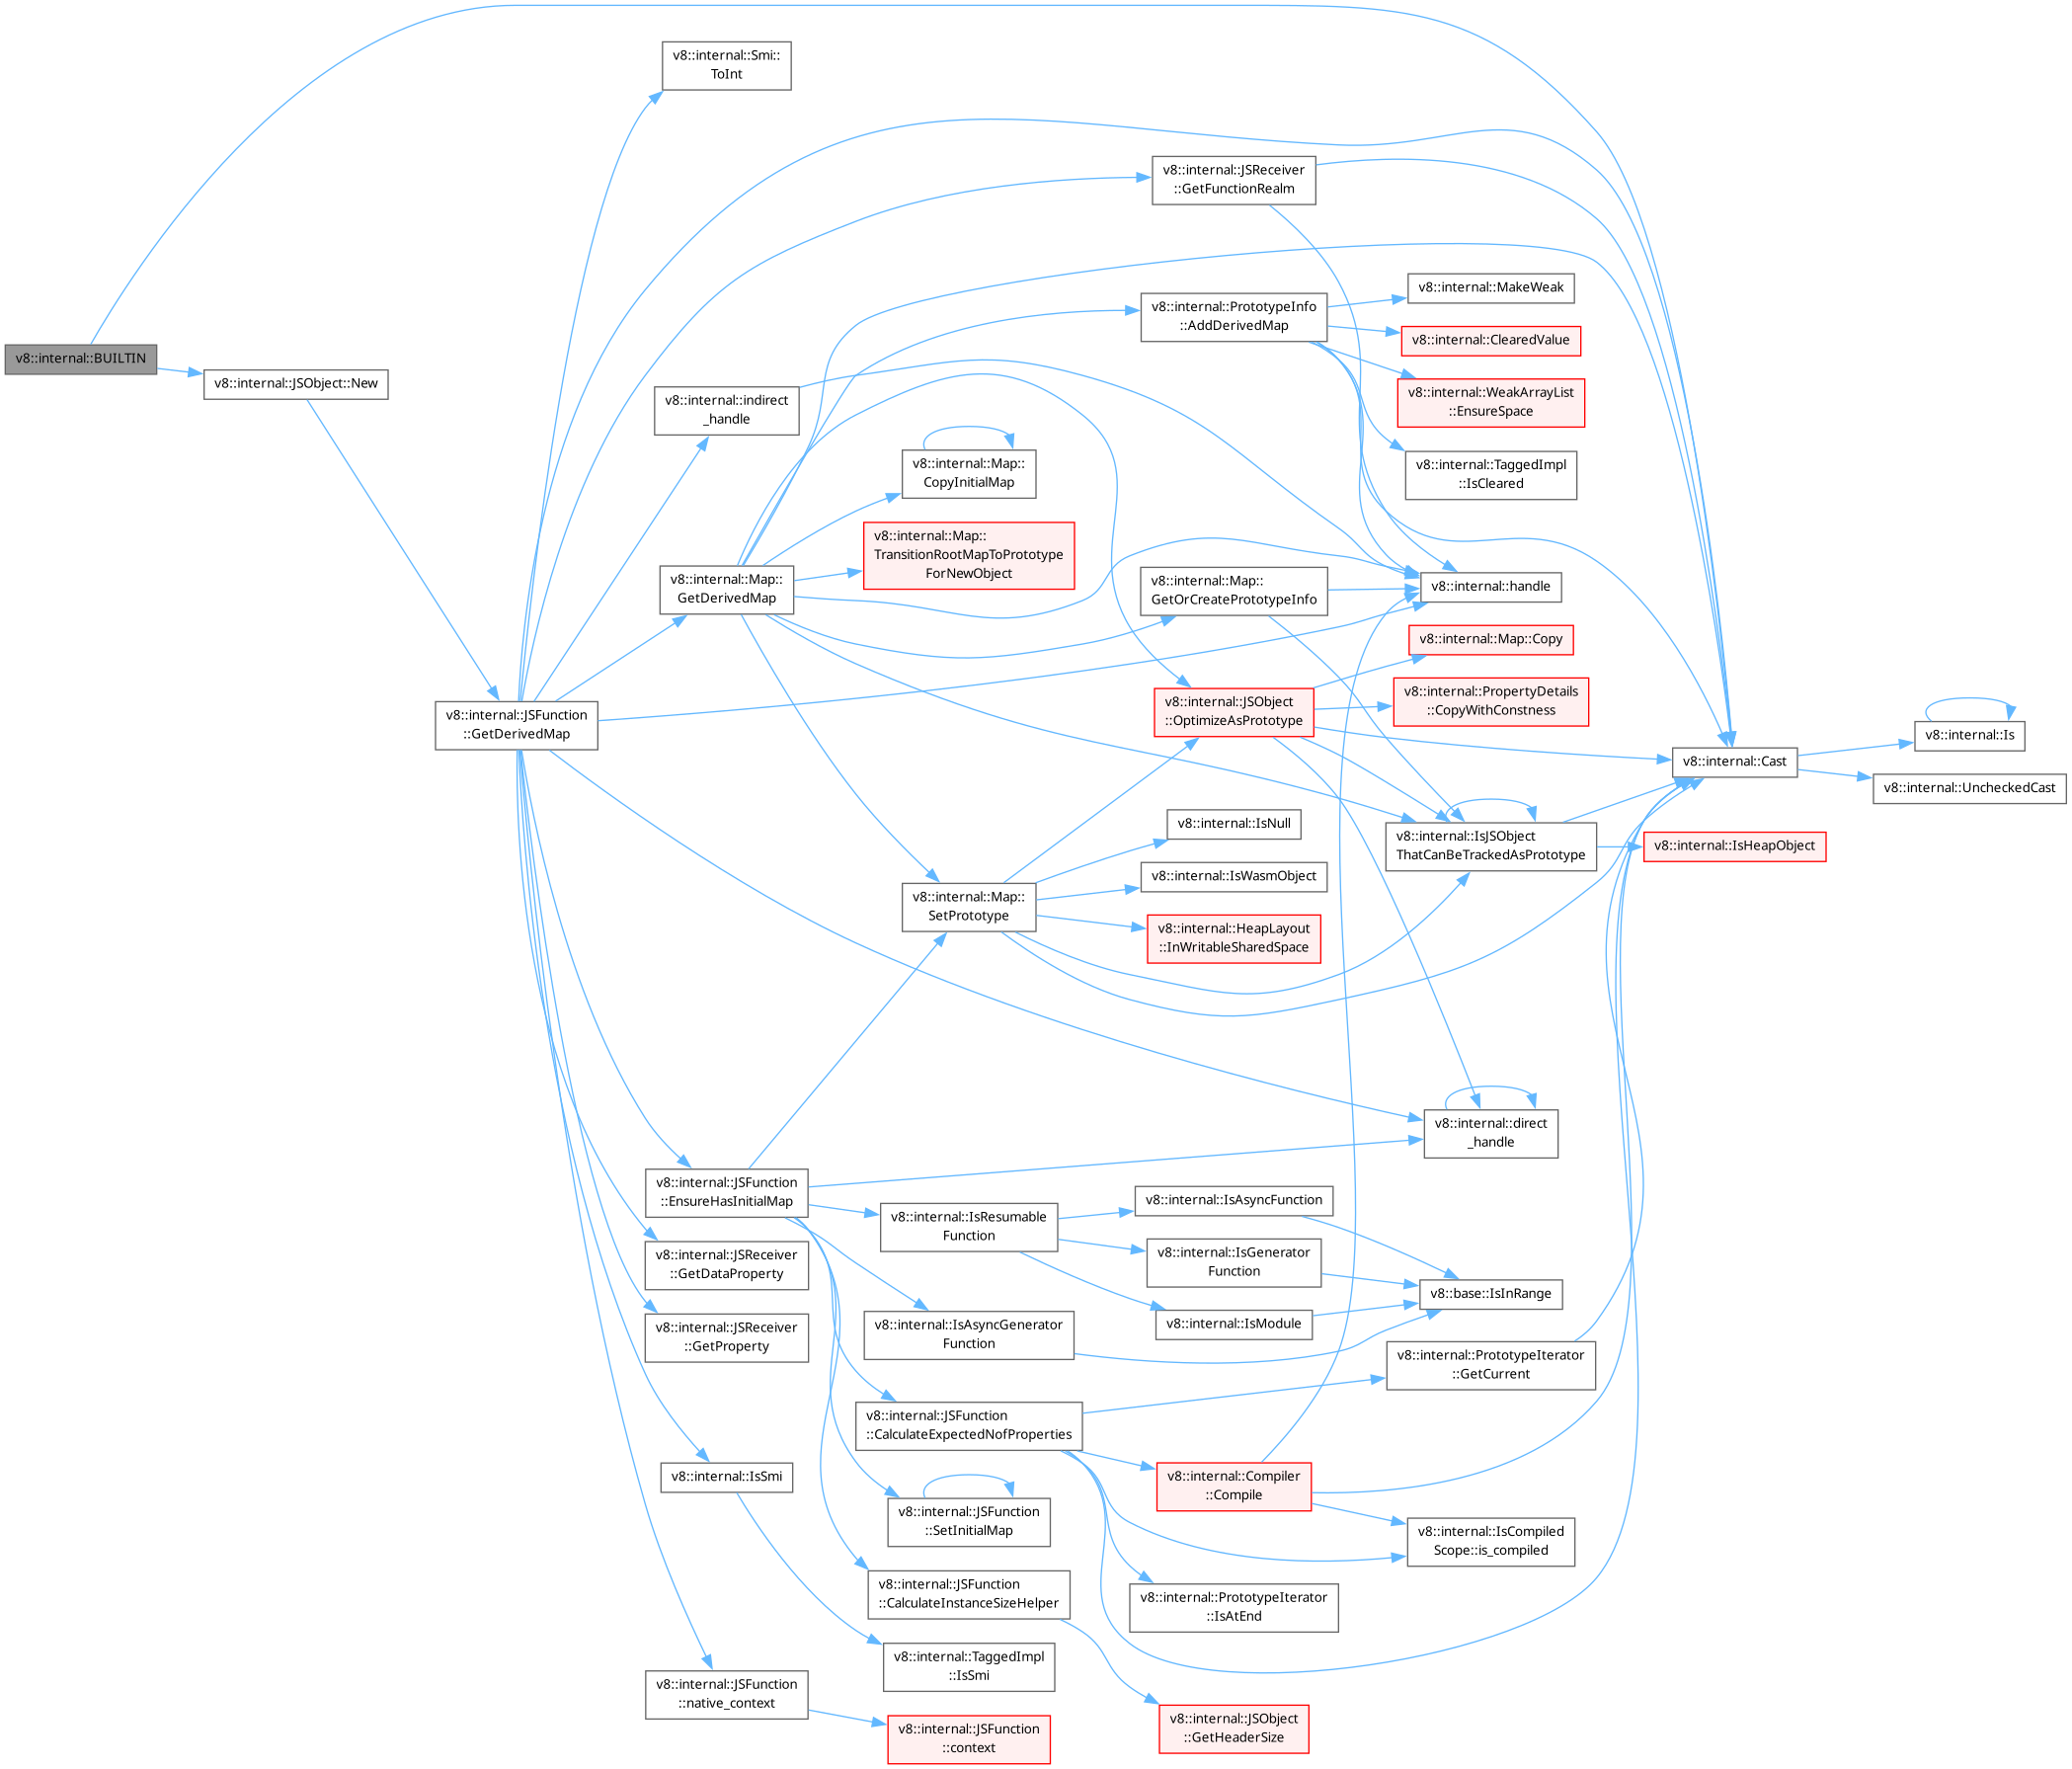 v8::internal::BUILTIN
v8::internal::JSObject::New
v8::internal::JSFunction
::GetDerivedMap
v8::internal::Smi::
ToInt
v8::internal::indirect
_handle
v8::internal::Map::
GetDerivedMap
v8::internal::JSFunction
::EnsureHasInitialMap
v8::internal::JSReceiver
::GetDataProperty
v8::internal::JSReceiver
::GetProperty
v8::internal::IsSmi
v8::internal::JSFunction
::native_context
v8::internal::Map::
CopyInitialMap
v8::internal::Map::
TransitionRootMapToPrototype
ForNewObject
v8::internal::Map::
SetPrototype
v8::internal::IsResumable
Function
v8::internal::IsAsyncGenerator
Function
v8::internal::JSFunction
::CalculateExpectedNofProperties
v8::internal::JSFunction
::SetInitialMap
v8::internal::JSFunction
::CalculateInstanceSizeHelper
v8::internal::TaggedImpl
::IsSmi
v8::internal::JSFunction
::context
v8::internal::JSReceiver
::GetFunctionRealm
v8::internal::PrototypeInfo
::AddDerivedMap
v8::internal::Map::
GetOrCreatePrototypeInfo
v8::internal::JSObject
::OptimizeAsPrototype
v8::internal::IsNull
v8::internal::IsWasmObject
v8::internal::HeapLayout
::InWritableSharedSpace
v8::internal::IsAsyncFunction
v8::internal::IsGenerator
Function
v8::internal::IsModule
v8::internal::Compiler
::Compile
v8::internal::PrototypeIterator
::IsAtEnd
v8::internal::JSObject
::GetHeaderSize
v8::internal::MakeWeak
v8::internal::ClearedValue
v8::internal::WeakArrayList
::EnsureSpace
v8::internal::TaggedImpl
::IsCleared
v8::internal::handle
v8::internal::Map::Copy
v8::internal::PropertyDetails
::CopyWithConstness
v8::internal::IsJSObject
ThatCanBeTrackedAsPrototype
v8::internal::direct
_handle
v8::base::IsInRange
v8::internal::PrototypeIterator
::GetCurrent
v8::internal::IsCompiled
Scope::is_compiled
v8::internal::Cast
v8::internal::IsHeapObject
v8::internal::Is
v8::internal::UncheckedCast